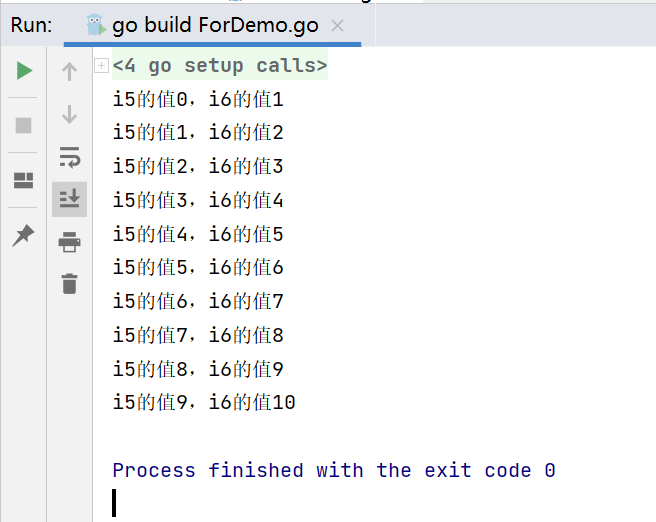 Run: go build ForDemo.go
<4 go setup calls>
i5的值0，i6的值1
i5的值1，i6的值2
i5的值2，i6的值3
i5的值3，i6的值4
i5的值4，i6的值5
i5的值5，i6的值6
i5的值6，i6的值7
i5的值7，i6的值8
i5的值8，i6的值9
i5的值9，i6的值10
Process finished with the exit code 0